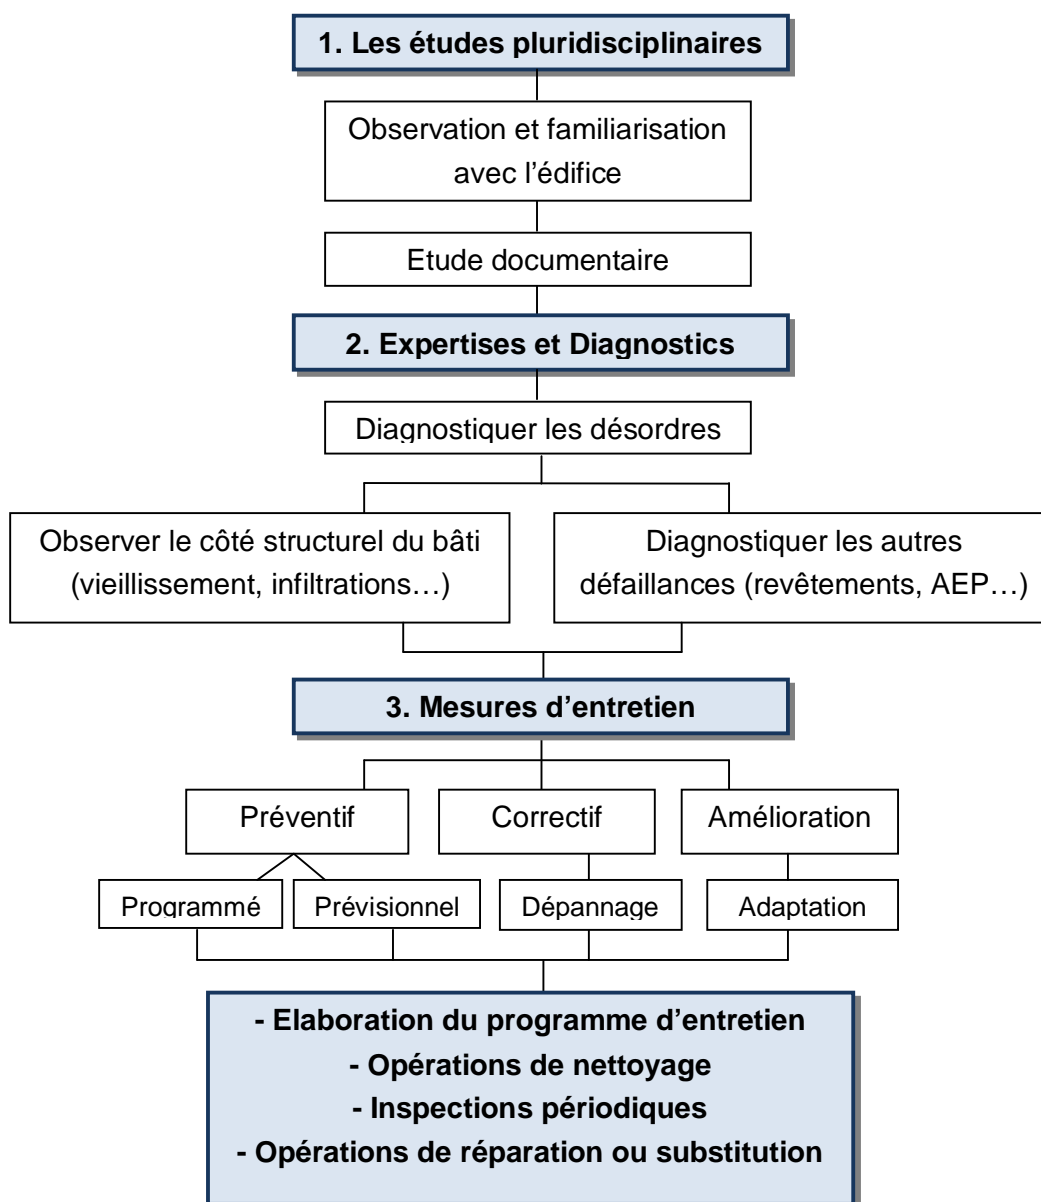 1. Les études pluridisciplinaires
Observation et familiarisation
avec l’édifice
Etude documentaire
2. Expertises et Diagnostics
Diagnostiquer les désordres
Observer le côté structurel du bâti
(vieillissement, infiltrations…)
Diagnostiquer les autres
défaillances (revêtements, AEP…)
3. Mesures d’entretien
Préventif
Correctif
Amélioration
Programmé
Prévisionnel
Dépannage
Adaptation
- Elaboration du programme d’entretien
- Opérations de nettoyage
- Inspections périodiques
- Opérations de réparation ou substitution